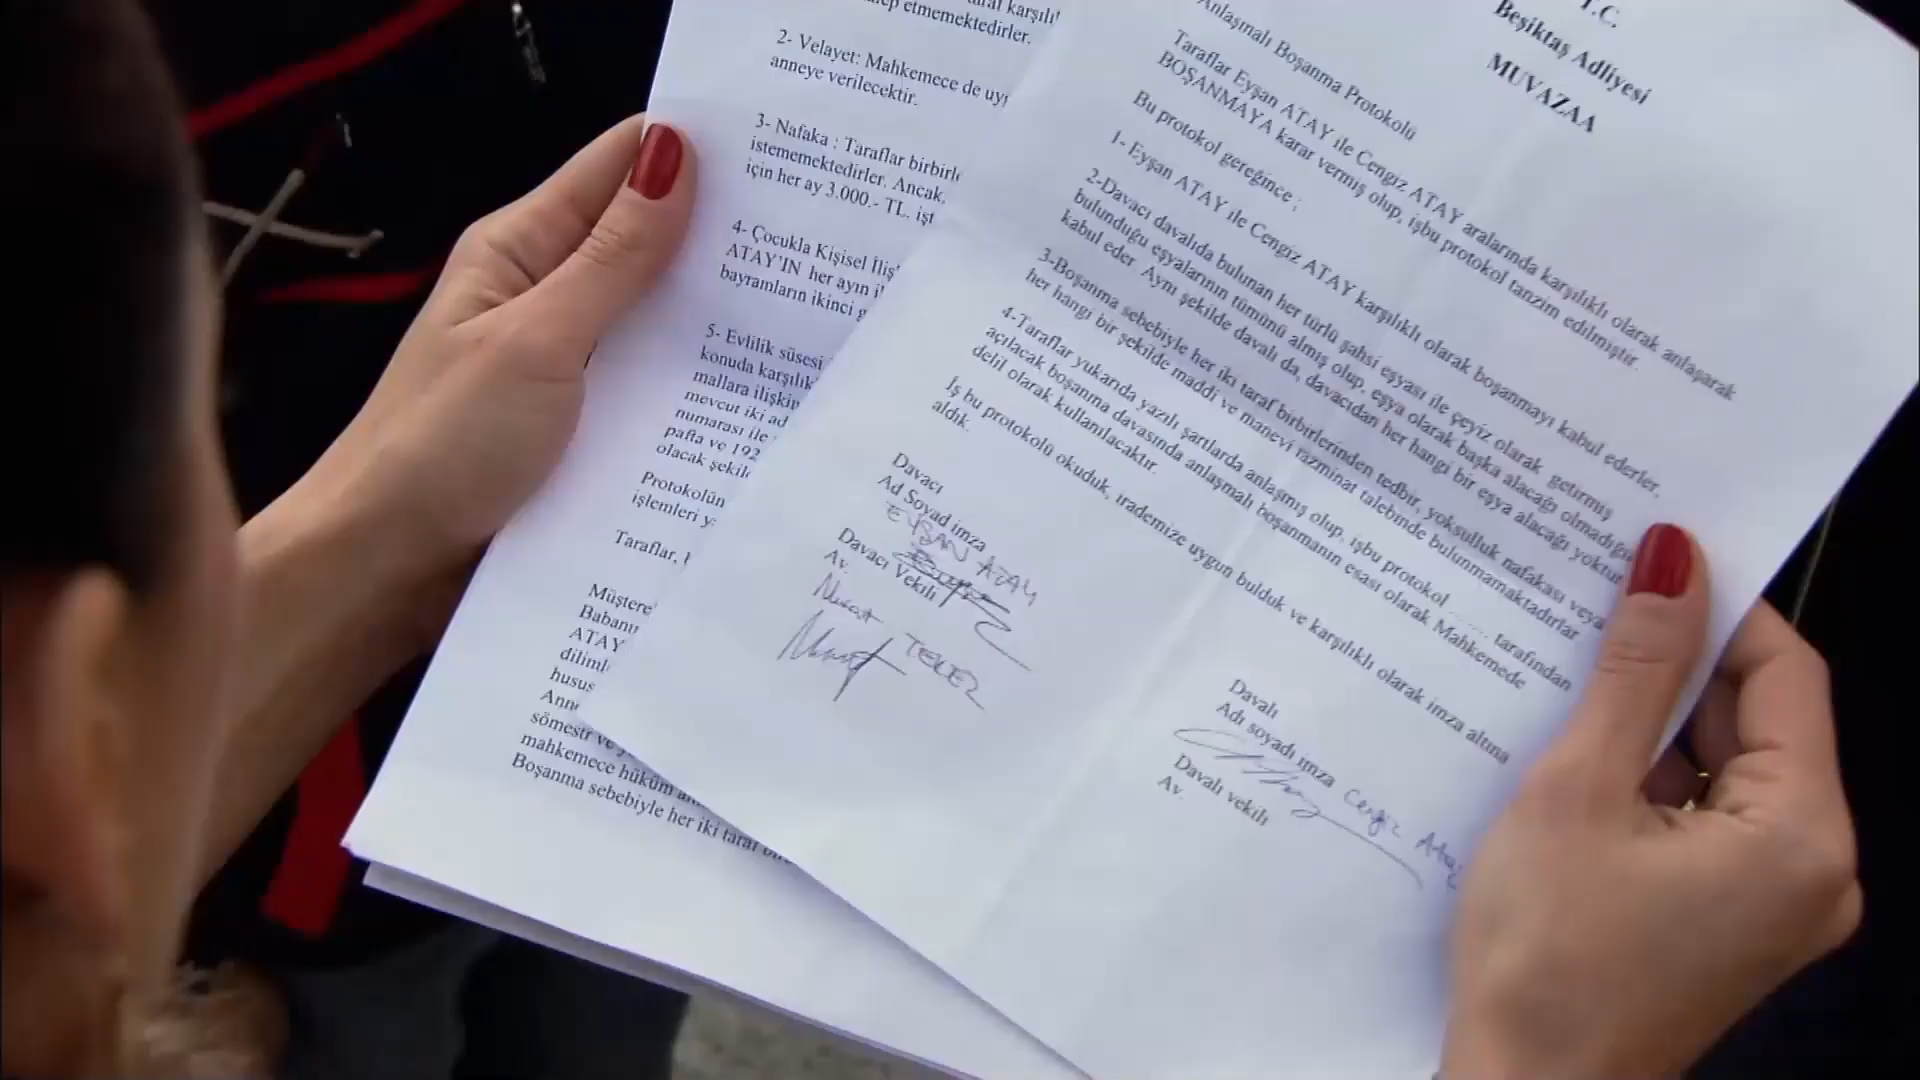 etmemektedirler.
2- Velayet: Mahkemece de uy
anneye verilecektir.
3- Nafaka : Taraflar birbirl
istememektedirler. Ancak,
için her ay 3.000.- TL. işt
4- Çocukla Kişisel İliş
ATAY'IN her ayın i
bayramların ikinci g
5- Evlilik süsesi
konuda karşılık
mallara ilişkin
mevcut iki ad
numarası ile
pafta ve 192
olacak şekil
Protokolün
işlemleri y
Taraflar,
Müştere
Babanı
ATAY
dilimle
husus
Anne
sömestr ve
mahkemece hüküm
Boşanma sebebiyle her iki taraf
T.C.
Beşiktaş Adliyesi
MUVAZAA
Anlaşmalı Boşanma Protokolü
Taraflar Eyşan ATAY ile Cengiz ATAY aralarında karşılıklı olarak anlaşarak
BOŞANMAYA karar vermiş olup, işbu protokol tanzim edilmiştir.
Bu protokol gereğince ;
1- Eyşan ATAY ile Cengiz ATAY karşılıklı olarak boşanmayı kabul ederler,
2-Davacı davalıda bulunan her türlü şahsi eşyası ile çeyiz olarak getirmiş
bulunduğu eşyalarının tümünü almış olup, eşya olarak başka alacağı olmadığı
kabul eder. Aynı şekilde davalı da, davacıdan her hangi bir eşya alacağı yoktur
3-Boşanma sebebiyle her iki taraf birbirlerinden tedbir, yoksulluk nafakası veya
her hangi bir şekilde maddi ve manevi tazminat talebinde bulunmamaktadırlar
4-Taraflar yukarıda yazılı şartlarda anlaşmış olup, işbu protokol ...... tarafından
açılacak boşanma davasında anlaşmalı boşanmanın esası olarak Mahkemede
delil olarak kullanılacaktır.
İş bu protokolü okuduk, irademize uygun bulduk ve karşılıklı olarak imza altına
aldık.
Davacı
Ad Soyad imza
EYŞAN ATAY
Davacı Vekili
Av.
Davalı
Adı soyadı imza Cengiz Atay
Davalı vekili
Av.